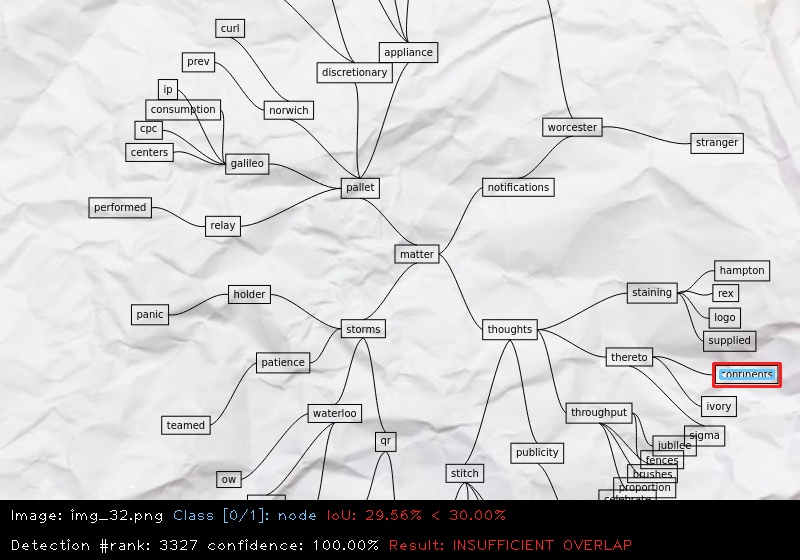 curl
appliance
prev
discretionary
ip
consumption
norwich
cpc
worcester
stranger
centers
galileo
pallet
notifications
performed
relay
matter
hampton
holder
staining
rex
panic
logo
storms
thoughts
supplied
patience
thereto
continents
ivory
waterloo
throughput
teamed
sigma
qr
jubilee
publicity
fences
stitch
brushes
ow
proportion
celebrate
Image: img_32.png Class [0/1]: node IoU: 29.56% < 30.00%
Detection #rank: 3327 confidence: 100.00% Result: INSUFFICIENT OVERLAP